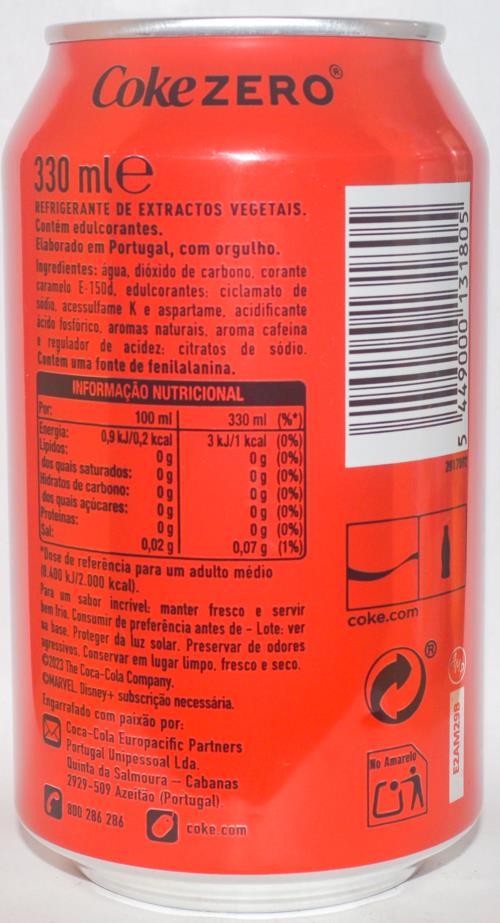 Coke ZERO®
330 ml e
REFRIGERANTE DE EXTRACTOS VEGETAIS.
Contém edulcorantes.
Elaborado em Portugal, com orgulho.
Ingredientes: água, dióxido de carbono, corante
caramelo E-150d, edulcorantes: ciclamato de
sódio, acessulfame K e aspartame, acidificante
ácido fosfórico, aromas naturais, aroma cafeína
e regulador de acidez: citratos de sódio.
Contém uma fonte de fenilalanina.
INFORMAÇÃO NUTRICIONAL
Por: 100 ml 330 ml (%*)
Energia: 0,9 kJ/0,2 kcal 3 kJ/1 kcal (0%)
Lípidos: 0 g 0 g (0%)
dos quais saturados: 0 g 0 g (0%)
Hidratos de carbono: 0 g 0 g (0%)
dos quais açúcares: 0 g 0 g (0%)
Proteínas: 0 g 0 g (0%)
Sal: 0,02 g 0,07 g (1%)
*Dose de referência para um adulto médio
(8.400 kJ/2.000 kcal).
Para um sabor incrível: manter fresco e servir
bem frio. Consumir de preferência antes de - Lote: ver
na base. Proteger da luz solar. Preservar de odores
agressivos. Conservar em lugar limpo, fresco e seco.
©2023 The Coca-Cola Company.
©MARVEL. Disney+ subscrição necessária.
Engarrafado com paixão por:
Coca-Cola Europacific Partners
Portugal Unipessoal Lda.
Quinta da Salmoura – Cabanas
2929-509 Azeitão (Portugal).
800 286 286
coke.com
5 449000 131805
coke.com
®
E2AM298
No Amarelo